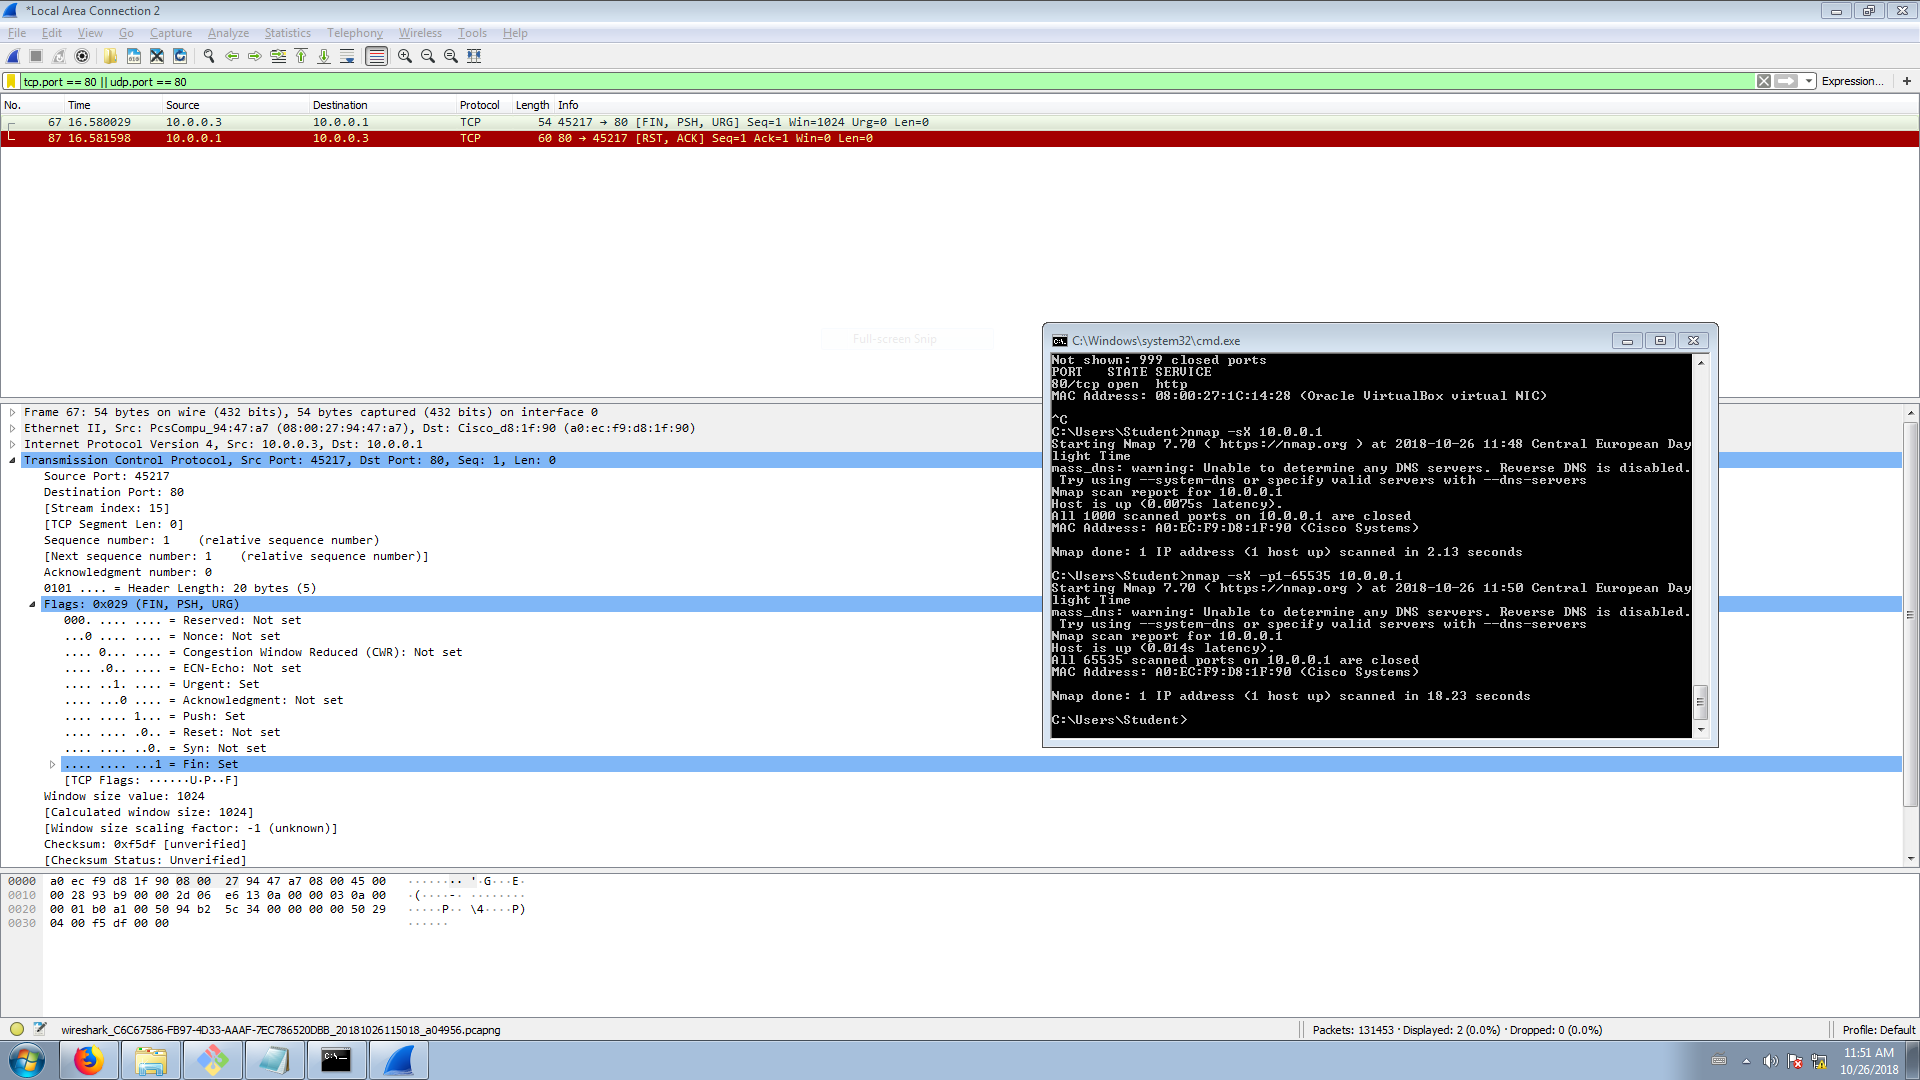 *Local Area Connection 2
File Edit View Go Capture Analyze Statistics Telephony Wireless Tools Help
tcp.port == 80 || udp.port == 80
Expression... +
No. Time Source Destination Protocol Length Info
67 16.580029 10.0.0.3 10.0.0.1 TCP 54 45217 → 80 [FIN, PSH, URG] Seq=1 Win=1024 Urg=0 Len=0
87 16.581598 10.0.0.1 10.0.0.3 TCP 60 80 → 45217 [RST, ACK] Seq=1 Ack=1 Win=0 Len=0
Full-screen Snip
C:\Windows\system32\cmd.exe
Not shown: 999 closed ports
PORT STATE SERVICE
80/tcp open http
MAC Address: 08:00:27:1C:14:28 (Oracle VirtualBox virtual NIC)
^C
C:\Users\Student>nmap -sX 10.0.0.1
Starting Nmap 7.70 ( https://nmap.org ) at 2018-10-26 11:48 Central European Day
light Time
mass_dns: warning: Unable to determine any DNS servers. Reverse DNS is disabled.
Try using --system-dns or specify valid servers with --dns-servers
Nmap scan report for 10.0.0.1
Host is up (0.0075s latency).
All 1000 scanned ports on 10.0.0.1 are closed
MAC Address: A0:EC:F9:D8:1F:90 (Cisco Systems)
Nmap done: 1 IP address (1 host up) scanned in 2.13 seconds
C:\Users\Student>nmap -sX -p1-65535 10.0.0.1
Starting Nmap 7.70 ( https://nmap.org ) at 2018-10-26 11:50 Central European Day
light Time
mass_dns: warning: Unable to determine any DNS servers. Reverse DNS is disabled.
Try using --system-dns or specify valid servers with --dns-servers
Nmap scan report for 10.0.0.1
Host is up (0.014s latency).
All 65535 scanned ports on 10.0.0.1 are closed
MAC Address: A0:EC:F9:D8:1F:90 (Cisco Systems)
Nmap done: 1 IP address (1 host up) scanned in 18.23 seconds
C:\Users\Student>
Frame 67: 54 bytes on wire (432 bits), 54 bytes captured (432 bits) on interface 0
Ethernet II, Src: PcsCompu_94:47:a7 (08:00:27:94:47:a7), Dst: Cisco_d8:1f:90 (a0:ec:f9:d8:1f:90)
Internet Protocol Version 4, Src: 10.0.0.3, Dst: 10.0.0.1
Transmission Control Protocol, Src Port: 45217, Dst Port: 80, Seq: 1, Len: 0
Source Port: 45217
Destination Port: 80
[Stream index: 15]
[TCP Segment Len: 0]
Sequence number: 1 (relative sequence number)
[Next sequence number: 1 (relative sequence number)]
Acknowledgment number: 0
0101 .... = Header Length: 20 bytes (5)
Flags: 0x029 (FIN, PSH, URG)
000. .... .... = Reserved: Not set
...0 .... .... = Nonce: Not set
.... 0... .... = Congestion Window Reduced (CWR): Not set
.... .0.. .... = ECN-Echo: Not set
.... ..1. .... = Urgent: Set
.... ...0 .... = Acknowledgment: Not set
.... .... 1... = Push: Set
.... .... .0.. = Reset: Not set
.... .... ..0. = Syn: Not set
.... .... ...1 = Fin: Set
[TCP Flags: ······U·P··F]
Window size value: 1024
[Calculated window size: 1024]
[Window size scaling factor: -1 (unknown)]
Checksum: 0xf5df [unverified]
[Checksum Status: Unverified]
0000 a0 ec f9 d8 1f 90 08 00 27 94 47 a7 08 00 45 00 ········ '·G···E·
0010 00 28 93 b9 00 00 2d 06 e6 13 0a 00 00 03 0a 00 ·(····-· ········
0020 00 01 b0 a1 00 50 94 b2 5c 34 00 00 00 00 50 29 ·····P·· \4····P)
0030 04 00 f5 df 00 00 ······
wireshark_C6C67586-FB97-4D33-AAAF-7EC786520DBB_20181026115018_a04956.pcapng
Packets: 131453 · Displayed: 2 (0.0%) · Dropped: 0 (0.0%)
Profile: Default
11:51 AM
10/26/2018